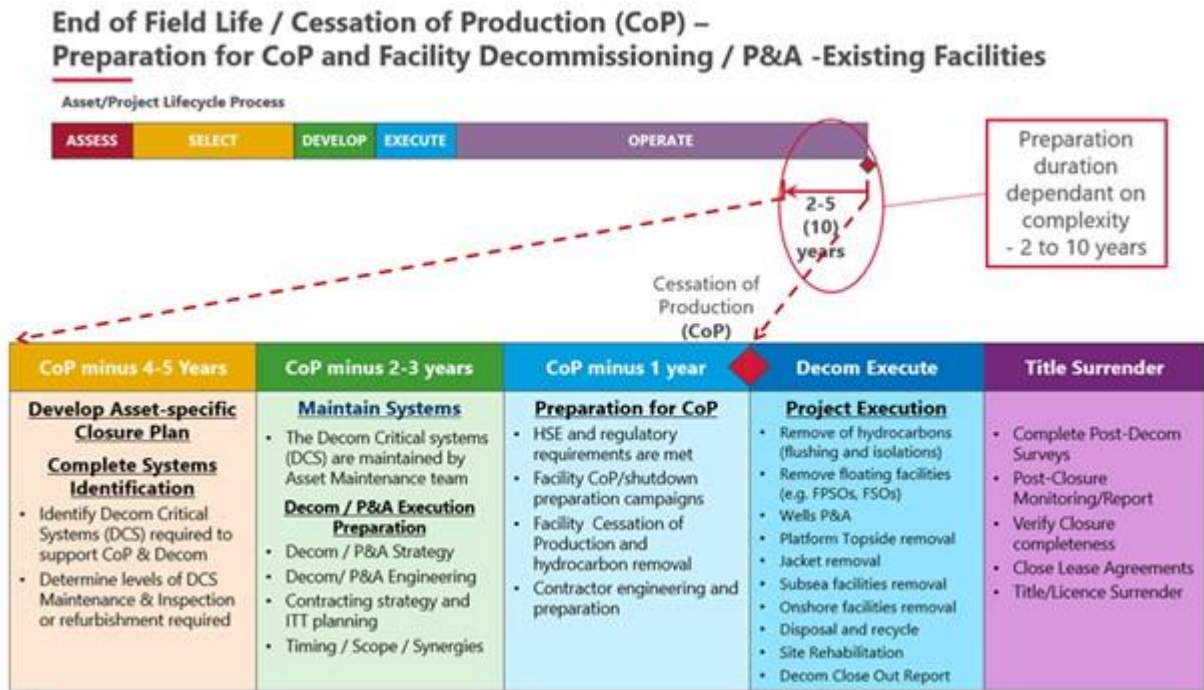 End of Field Life / Cessation of Production (CoP) –
Preparation for CoP and Facility Decommissioning / P&A -Existing Facilities
Asset/Project Lifecycle Process
ASSESS
SELECT
DEVELOP
EXECUTE
OPERATE
2-5
(10)
years
Preparation
duration
dependant on
complexity
- 2 to 10 years
Cessation of
Production
(CoP)
CoP minus 4-5 Years
Develop Asset-specific
Closure Plan
Complete Systems
Identification
• Identify Decom Critical
Systems (DCS) required to
support CoP & Decom
• Determine levels of DCS
Maintenance & Inspection
or refurbishment required
CoP minus 2-3 years
Maintain Systems
• The Decom Critical systems
(DCS) are maintained by
Asset Maintenance team
Decom / P&A Execution
Preparation
• Decom / P&A Strategy
• Decom/ P&A Engineering
• Contracting strategy and
ITT planning
• Timing / Scope / Synergies
CoP minus 1 year
Preparation for CoP
• HSE and regulatory
requirements are met
• Facility CoP/shutdown
preparation campaigns
• Facility Cessation of
Production and
hydrocarbon removal
• Contractor engineering and
preparation
Decom Execute
Project Execution
• Remove of hydrocarbons
(flushing and isolations)
• Remove floating facilities
(e.g. FPSOs, FSOs)
• Wells P&A
• Platform Topside removal
• Jacket removal
• Subsea facilities removal
• Onshore facilities removal
• Disposal and recycle
• Site Rehabilitation
• Decom Close Out Report
Title Surrender
• Complete Post-Decom
Surveys
• Post-Closure
Monitoring/Report
• Verify Closure
completeness
• Close Lease Agreements
• Title/Licence Surrender